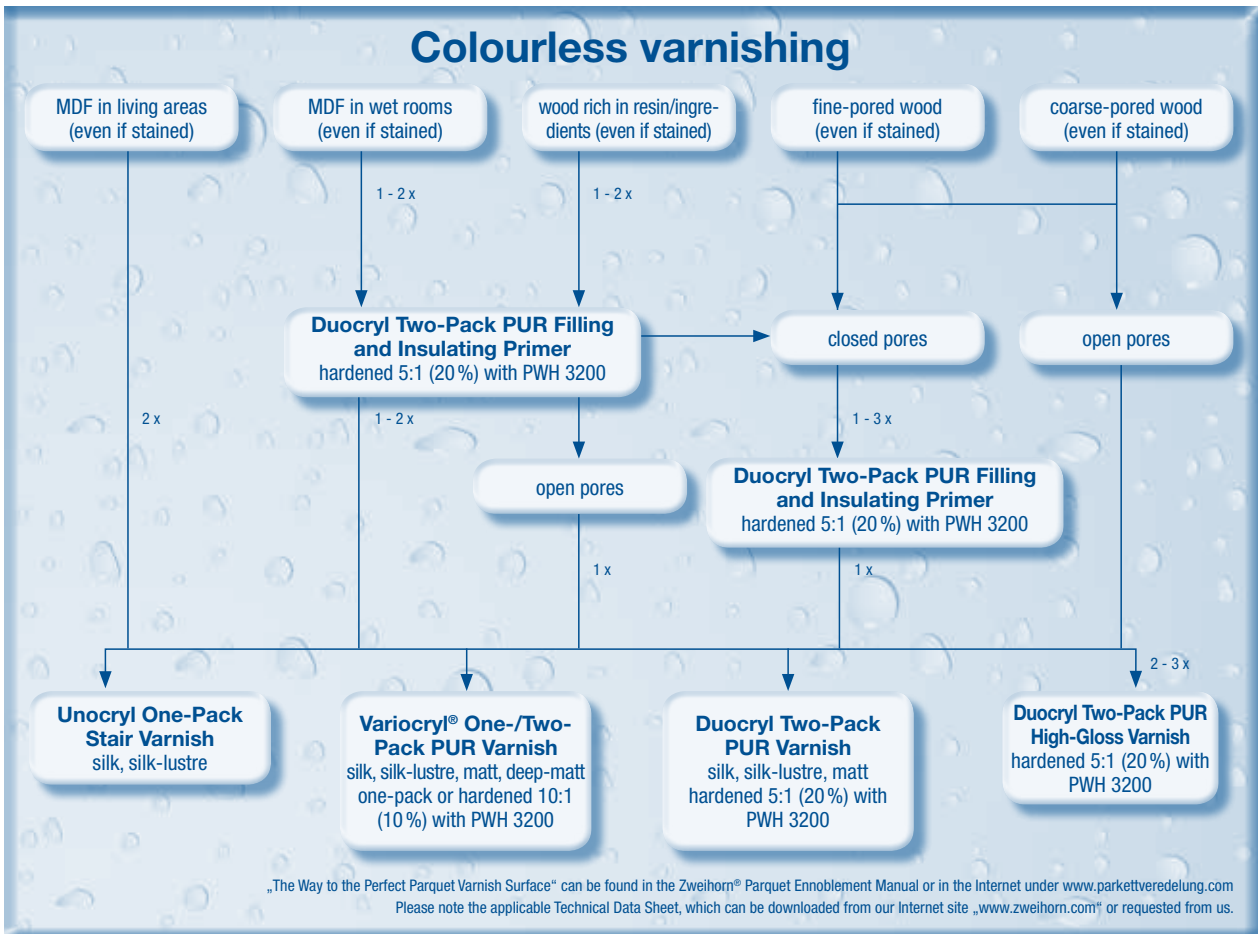 Colourless varnishing
MDF in living areas
(even if stained)
MDF in wet rooms
(even if stained)
wood rich in resin/ingre-
dients (even if stained)
fine-pored wood
(even if stained)
coarse-pored wood
(even if stained)
1 - 2 x
1 - 2 x
Duocryl Two-Pack PUR Filling
and Insulating Primer
hardened 5:1 (20 %) with PWH 3200
closed pores
open pores
2 x
1 - 2 x
1 - 3 x
open pores
Duocryl Two-Pack PUR Filling
and Insulating Primer
hardened 5:1 (20 %) with PWH 3200
1 x
1 x
2 - 3 x
Unocryl One-Pack
Stair Varnish
silk, silk-lustre
Variocryl® One-/Two-
Pack PUR Varnish
silk, silk-lustre, matt, deep-matt
one-pack or hardened 10:1
(10 %) with PWH 3200
Duocryl Two-Pack
PUR Varnish
silk, silk-lustre, matt
hardened 5:1 (20 %) with
PWH 3200
Duocryl Two-Pack PUR
High-Gloss Varnish
hardened 5:1 (20 %) with
PWH 3200
„The Way to the Perfect Parquet Varnish Surface“ can be found in the Zweihorn® Parquet Ennoblement Manual or in the Internet under www.parkettveredelung.com
Please note the applicable Technical Data Sheet, which can be downloaded from our Internet site „www.zweihorn.com“ or requested from us.